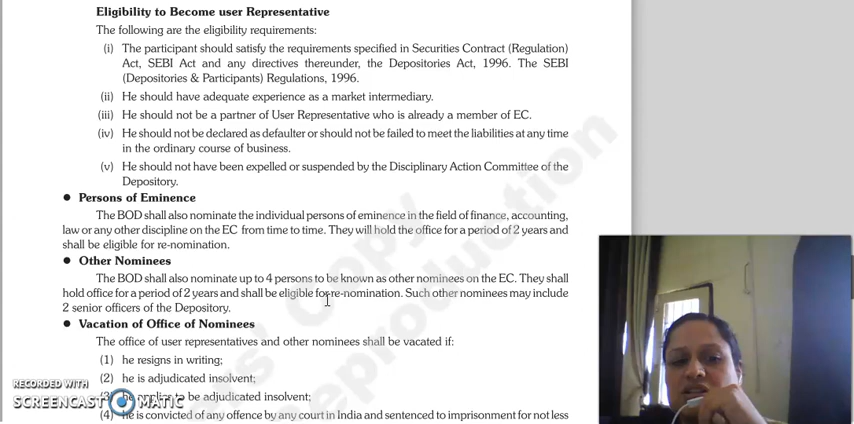 Eligibility to Become user Representative
The following are the eligibility requirements:
(i) The participant should satisfy the requirements specified in Securities Contract (Regulation)
Act, SEBI Act and any directives thereunder, the Depositories Act, 1996. The SEBI
(Depositories & Participants) Regulations, 1996.
(ii) He should have adequate experience as a market intermediary.
(iii) He should not be a partner of User Representative who is already a member of EC.
(iv) He should not be declared as defaulter or should not be failed to meet the liabilities at any time
in the ordinary course of business.
(v) He should not have been expelled or suspended by the Disciplinary Action Committee of the
Depository.
● Persons of Eminence
The BOD shall also nominate the individual persons of eminence in the field of finance, accounting,
law or any other discipline on the EC from time to time. They will hold the office for a period of 2 years and
shall be eligible for re-nomination.
● Other Nominees
The BOD shall also nominate up to 4 persons to be known as other nominees on the EC. They shall
hold office for a period of 2 years and shall be eligible for re-nomination. Such other nominees may include
2 senior officers of the Depository.
● Vacation of Office of Nominees
The office of user representatives and other nominees shall be vacated if:
(1) he resigns in writing;
(2) he is adjudicated insolvent;
(3) he applies to be adjudicated insolvent;
(4) he is convicted of any offence by any court in India and sentenced to imprisonment for not less
RECORDED WITH
SCREENCAST MATIC
Copy
reproduction